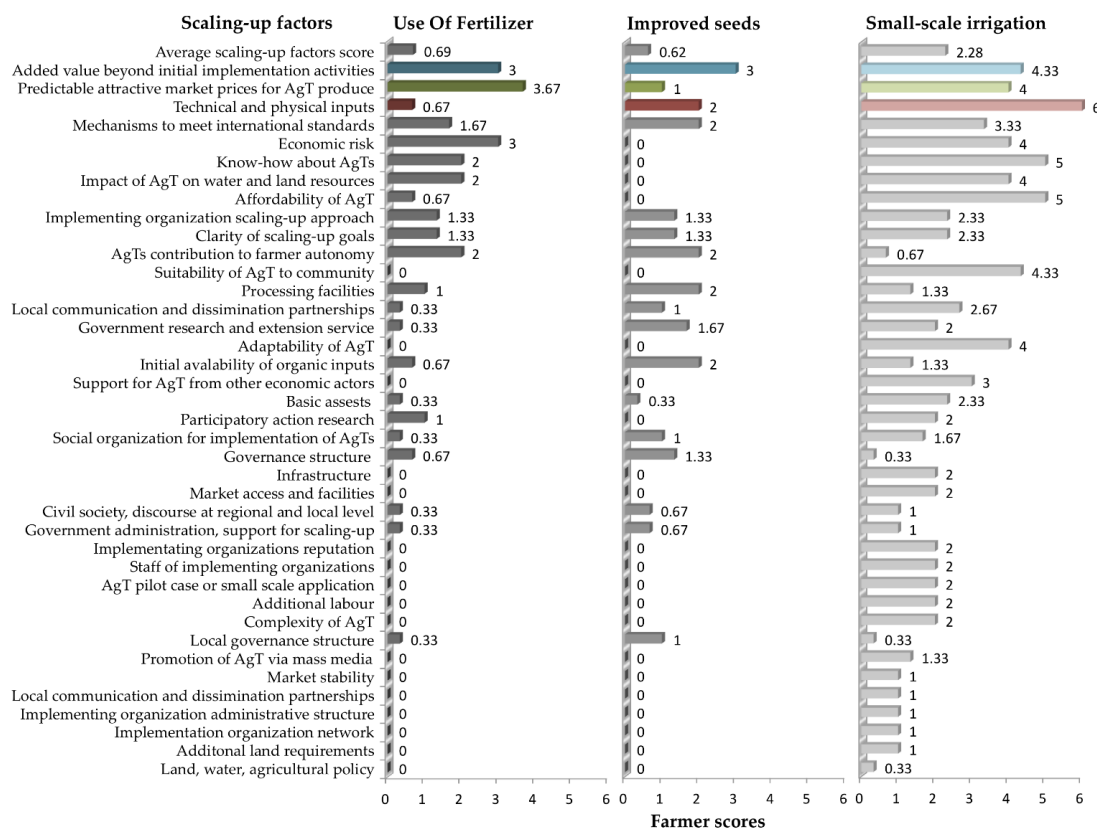 Scaling-up factors Use Of Fertilizer Improved seeds Small-scale irrigation
Average scaling-up factors score 0.69 0.62 2.28
Added value beyond initial implementation activities 3 3 4.33
Predictable attractive market prices for AgT produce 3.67 1 4
Technical and physical inputs 0.67 2 6
Mechanisms to meet international standards 1.67 2 3.33
Economic risk 3 0 4
Know-how about AgTs 2 0 5
Impact of AgT on water and land resources 2 0 4
Affordability of AgT 0.67 0 5
Implementing organization scaling-up approach 1.33 1.33 2.33
Clarity of scaling-up goals 1.33 1.33 2.33
AgTs contribution to farmer autonomy 2 2 0.67
Suitability of AgT to community 0 0 4.33
Processing facilities 1 2 1.33
Local communication and dissimination partnerships 0.33 1 2.67
Government research and extension service 0.33 1.67 2
Adaptability of AgT 0 0 4
Initial avalability of organic inputs 0.67 2 1.33
Support for AgT from other economic actors 0 0 3
Basic assests 0.33 0.33 2.33
Participatory action research 1 0 2
Social organization for implementation of AgTs 0.33 1 1.67
Governance structure 0.67 1.33 0.33
Infrastructure 0 0 2
Market access and facilities 0 0 2
Civil society, discourse at regional and local level 0.33 0.67 1
Government administration, support for scaling-up 0.33 0.67 1
Implementating organizations reputation 0 0 2
Staff of implementing organizations 0 0 2
AgT pilot case or small scale application 0 0 2
Additional labour 0 0 2
Complexity of AgT 0 0 2
Local governance structure 0.33 1 0.33
Promotion of AgT via mass media 0 0 1.33
Market stability 0 0 1
Local communication and dissimination partnerships 0 0 1
Implementing organization administrative structure 0 0 1
Implementation organization network 0 0 1
Additonal land requirements 0 0 1
Land, water, agricultural policy 0 0 0.33
0 1 2 3 4 5 6 0 1 2 3 4 5 6 0 1 2 3 4 5 6
Farmer scores